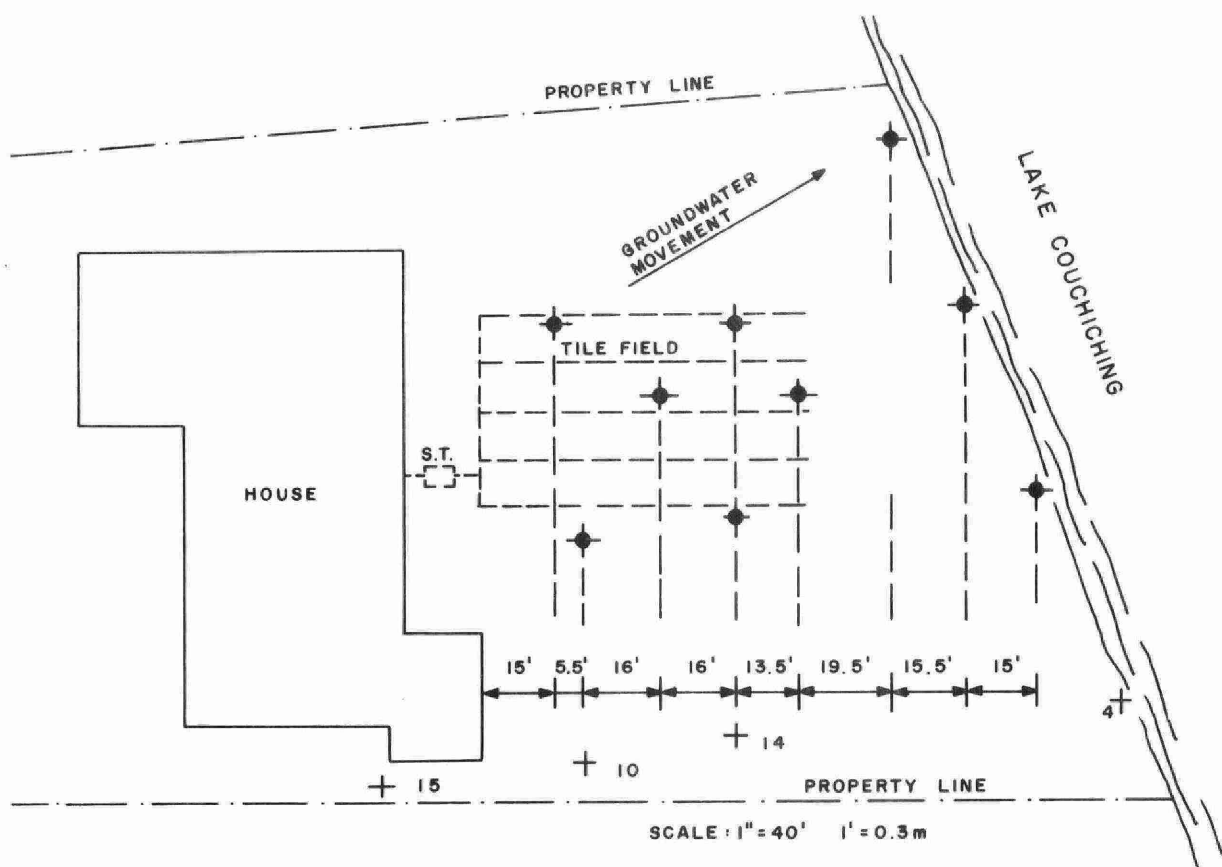 PROPERTY LINE
LAKE COUCHICHING
GROUNDWATER
MOVEMENT
TILE FIELD
S.T.
HOUSE
15' 5.5' 16' 16' 13.5' 19.5' 15.5' 15'
4
14
10
15
PROPERTY LINE
SCALE : 1" = 40' 1' = 0.3m